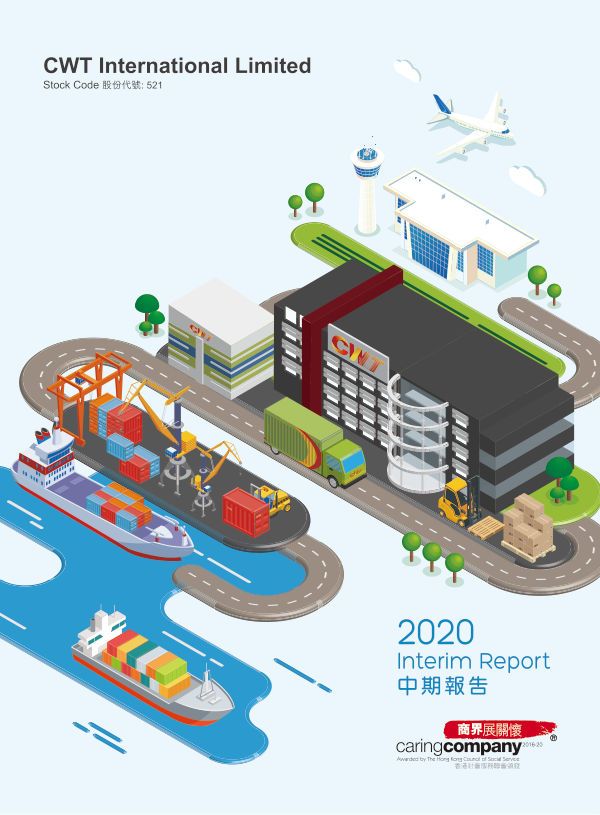 CWT International Limited
Stock Code 股份代號: 521
CWT
CWT
2020
Interim Report
中期報告
商界展關懷
caringcompany 2016-20 ®
Awarded by The Hong Kong Council of Social Service
香港社會服務聯會頒發